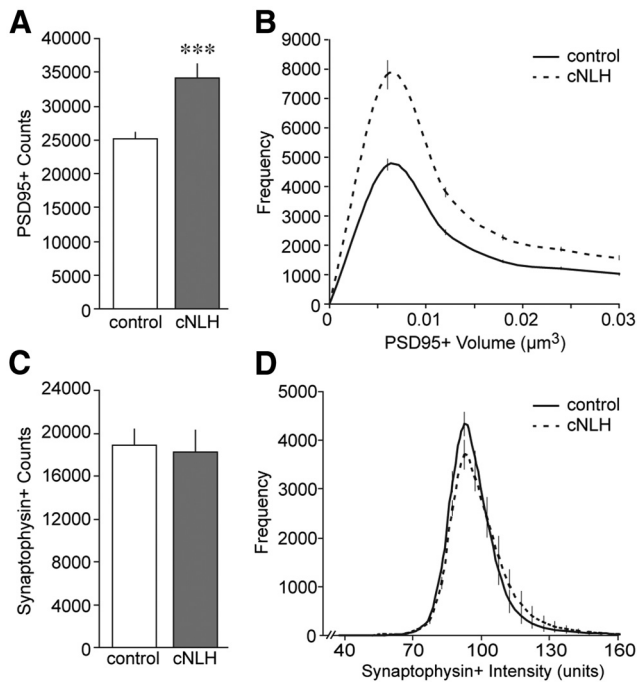 A
PSD95+ Counts
40000
35000
30000
25000
20000
15000
10000
5000
0
control
cNLH
***
B
Frequency
9000
8000
7000
6000
5000
4000
3000
2000
1000
0
0
0.01
0.02
0.03
PSD95+ Volume (µm³)
control
cNLH
C
Synaptophysin+ Counts
24000
20000
16000
12000
8000
4000
0
control
cNLH
D
Frequency
5000
4000
3000
2000
1000
0
40
70
100
130
160
Synaptophysin+ Intensity (units)
control
cNLH